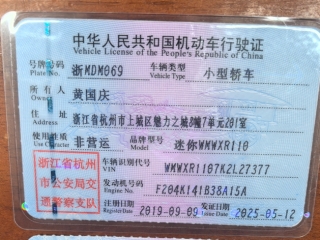 中华人民共和国机动车行驶证
Vehicle License of the People's Republic of China
号牌号码 浙MDM069 车辆类型 小型轿车
Plate No. Vehicle Type
所有人 黄国庆
Owner
住址 浙江省杭州市上城区魅力之城8幢7单元201室
Address
使用性质 非营运 品牌型号 迷你WMWXR110
Use Character Model
浙江省杭州 车辆识别代号 WMWXR1107K2L27377
VIN
市公安局交 发动机号码 F204K141B38A15A
Engine No.
通警察支队 注册日期 2019-09-09 发证日期 2025-05-12
Register Date Issue Date